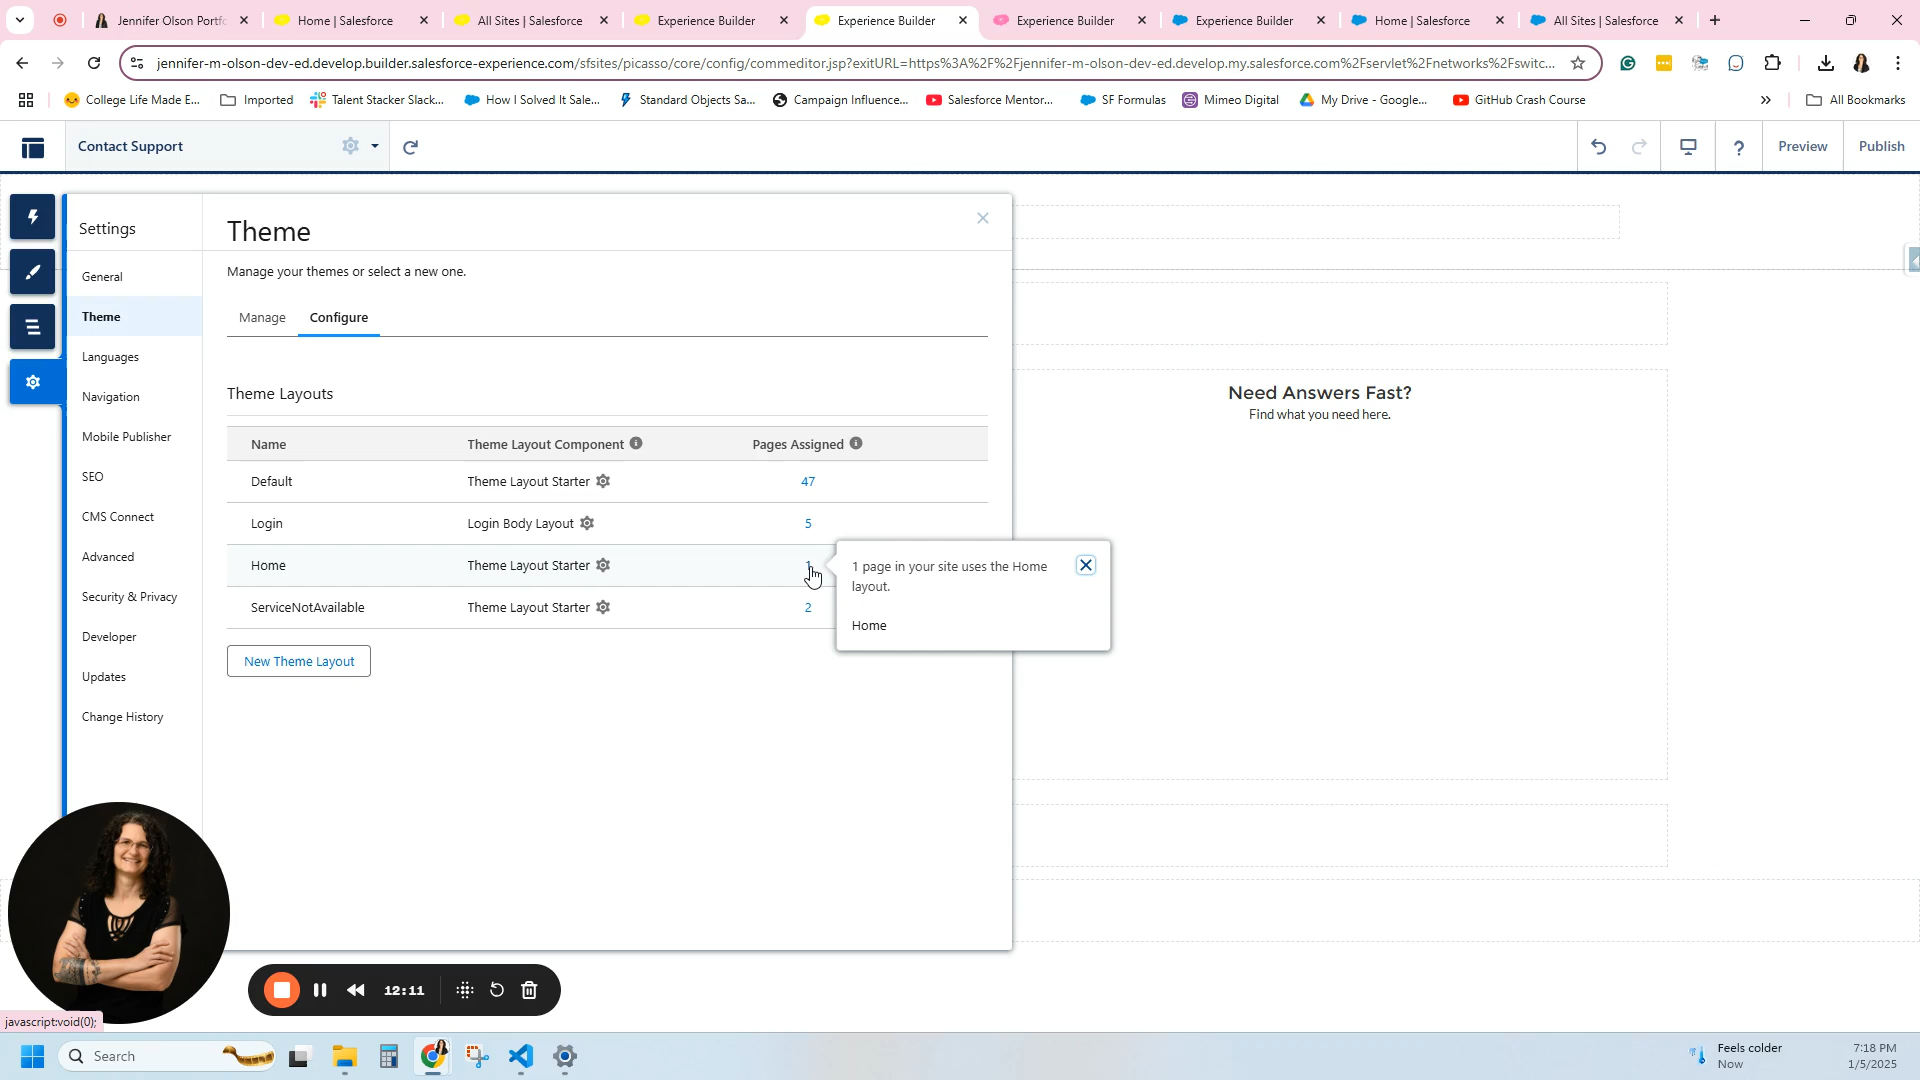 Jennifer Olson Portfo
Home | Salesforce
All Sites | Salesforce
Experience Builder
Experience Builder
Experience Builder
Experience Builder
Home | Salesforce
All Sites | Salesforce
jennifer-m-olson-dev-ed.develop.builder.salesforce-experience.com/sfsites/picasso/core/config/commeditor.jsp?exitURL=https%3A%2F%2Fjennifer-m-olson-dev-ed.develop.my.salesforce.com%2Fservlet%2Fnetworks%2Fswitc...
College Life Made E...
Imported
Talent Stacker Slack...
How I Solved It Sale...
Standard Objects Sa...
Campaign Influence...
Salesforce Mentor...
SF Formulas
Mimeo Digital
My Drive - Google...
GitHub Crash Course
All Bookmarks
Contact Support
Preview
Publish
Settings
General
Theme
Languages
Navigation
Mobile Publisher
SEO
CMS Connect
Advanced
Security & Privacy
Developer
Updates
Change History
Theme
Manage your themes or select a new one.
Manage
Configure
Theme Layouts
Name
Theme Layout Component
Pages Assigned
Default
Theme Layout Starter
47
Login
Login Body Layout
5
Home
Theme Layout Starter
1
ServiceNotAvailable
Theme Layout Starter
2
New Theme Layout
1 page in your site uses the Home
layout.
Home
Need Answers Fast?
Find what you need here.
12:11
javascript:void(0);
Search
Feels colder
Now
7:18 PM
1/5/2025